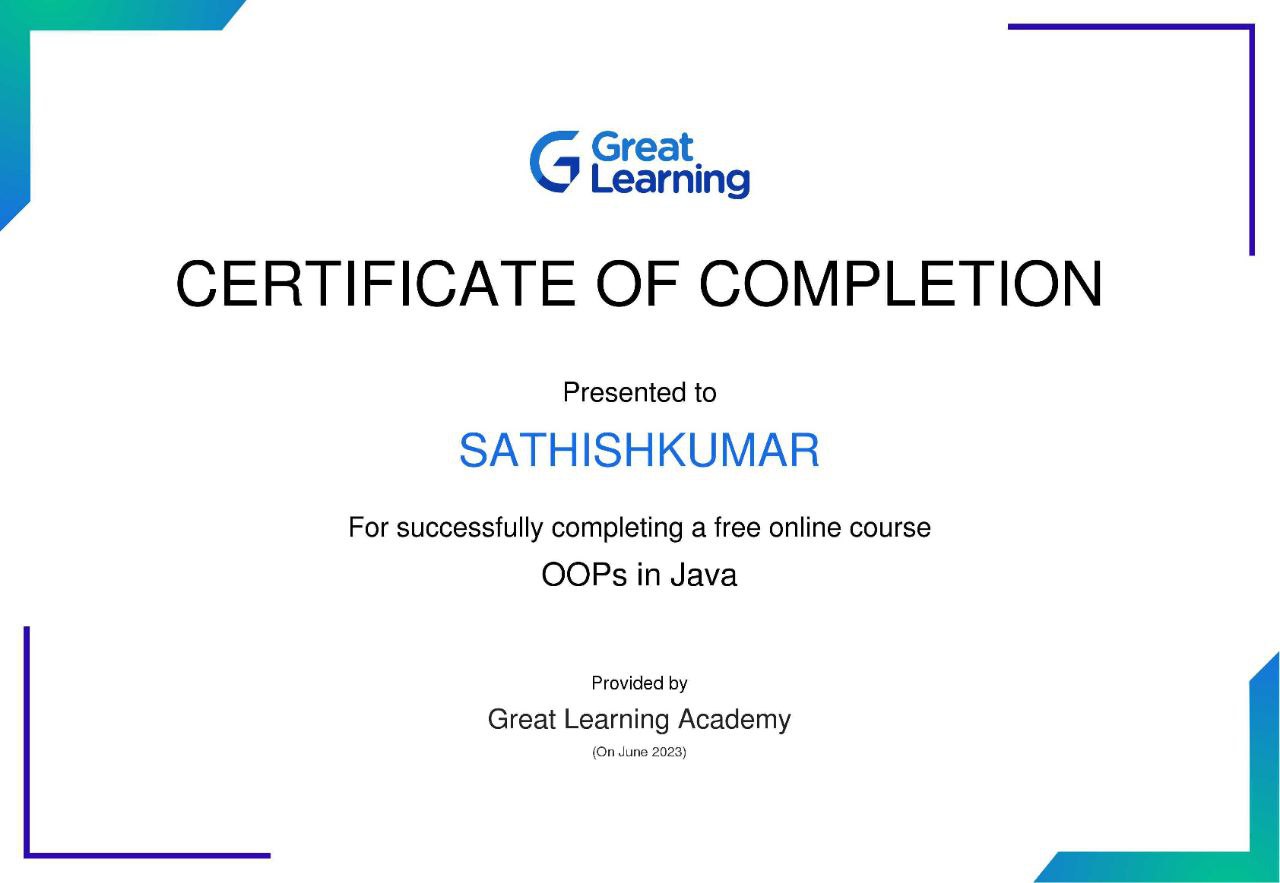 Great
Learning
CERTIFICATE OF COMPLETION
Presented to
SATHISHKUMAR
For successfully completing a free online course
OOPs in Java
Provided by
Great Learning Academy
(On June 2023)